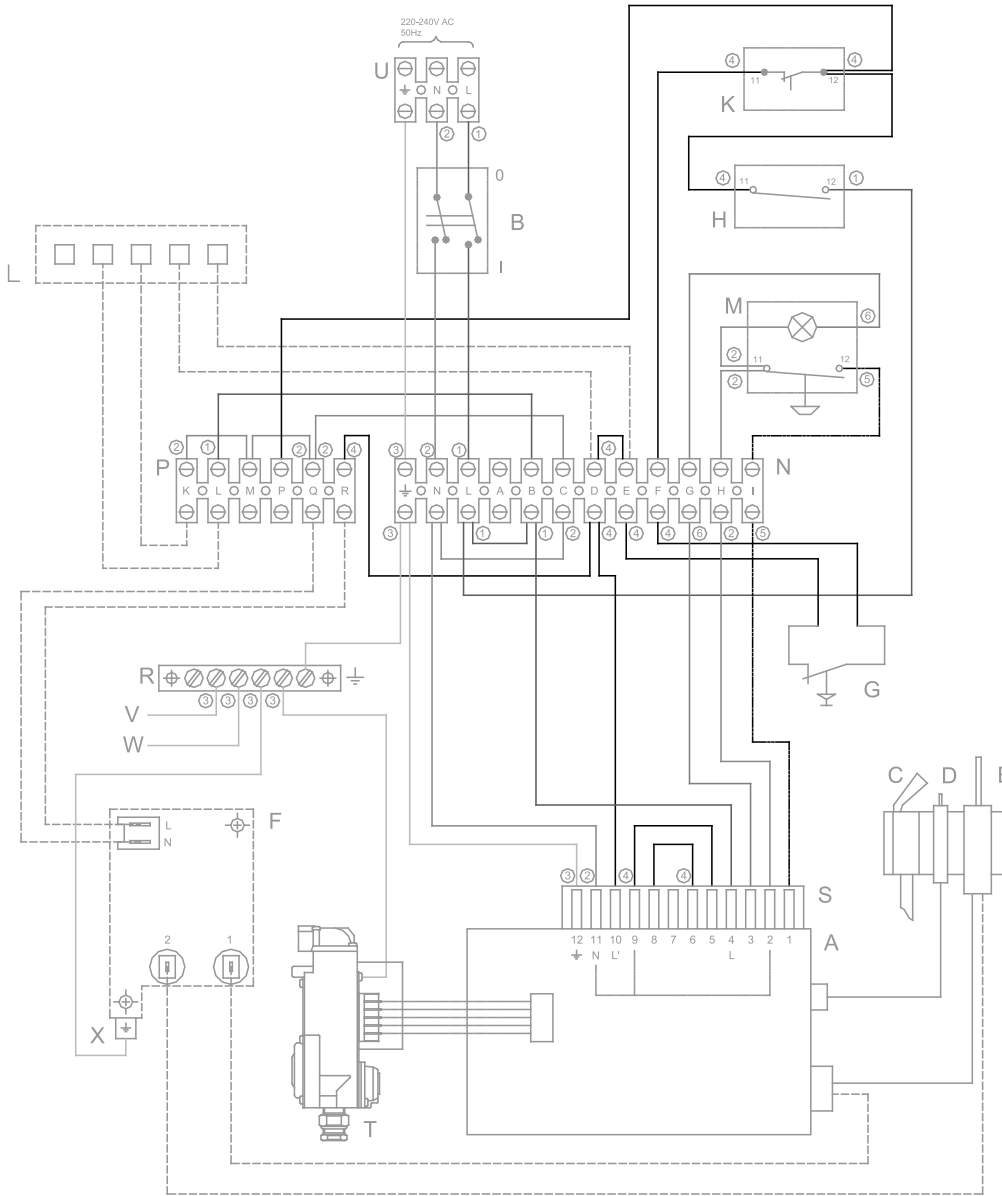 220-240V AC
50Hz
U
N L
② ①
0
B
I
④ ④
11 12
K
④ 11 12 ①
H
L
M
⑥
② 11 12
② ⑤
② ① ② ② ④ ③ ② ① ④
P N
K L M P Q R N L A B C D E F G H I
③ ① ② ④ ④ ④ ⑥ ② ⑤
G
R
③ ③ ③ ③
V
W
C D E
F
L
N
③ ② ④ ④
S
A
12 11 10 9 8 7 6 5 4 3 2 1
N L' L
2 1
X
T